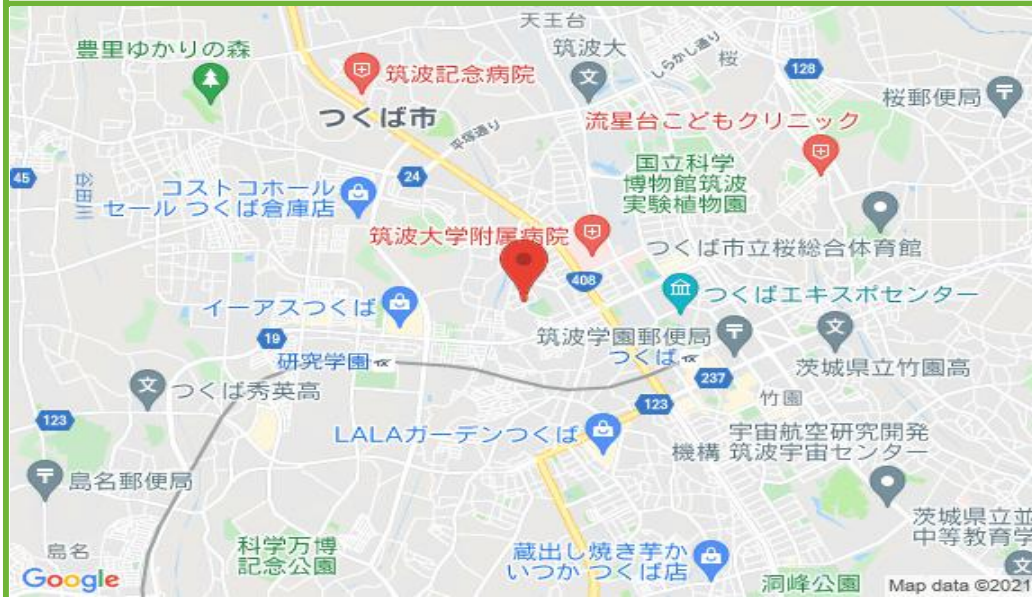 天王台
豊里ゆかりの森
筑波大
しらかし通り
桜
筑波記念病院
128
桜郵便局
つくば市
平塚通り
流星台こどもクリニック
45
谷田川
コストコホール
セール つくば倉庫店
24
国立科学
博物館筑波
実験植物園
筑波大学附属病院
つくば市立桜総合体育館
408
イーアスつくば
つくばエキスポセンター
19
筑波学園郵便局
研究学園
つくば
茨城県立竹園高
つくば秀英高
237
123
123
竹園
LALAガーデンつくば
宇宙航空研究開発
機構 筑波宇宙センター
島名郵便局
茨城県立並
中等教育学
島名
科学万博
記念公園
蔵出し焼き芋か
いつか つくば店
洞峰公園
Google
Map data ©2021